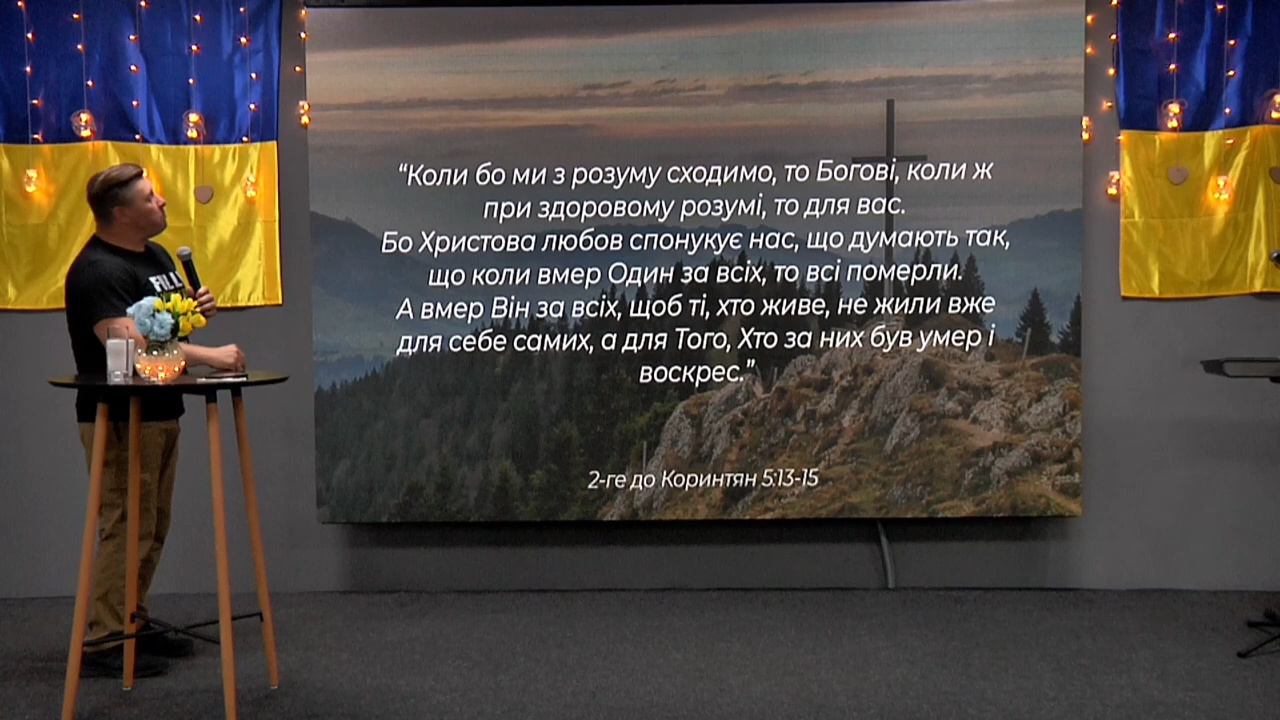 “Коли бо ми з розуму сходимо, то Богові, коли ж
при здоровому розумі, то для вас.
Бо Христова любов спонукує нас, що думають так,
що коли вмер Один за всіх, то всі померли.
А вмер Він за всіх, щоб ті, хто живе, не жили вже
для себе самих, а для Того, Хто за них був умер і
воскрес.”
2-ге до Коринтян 5:13-15